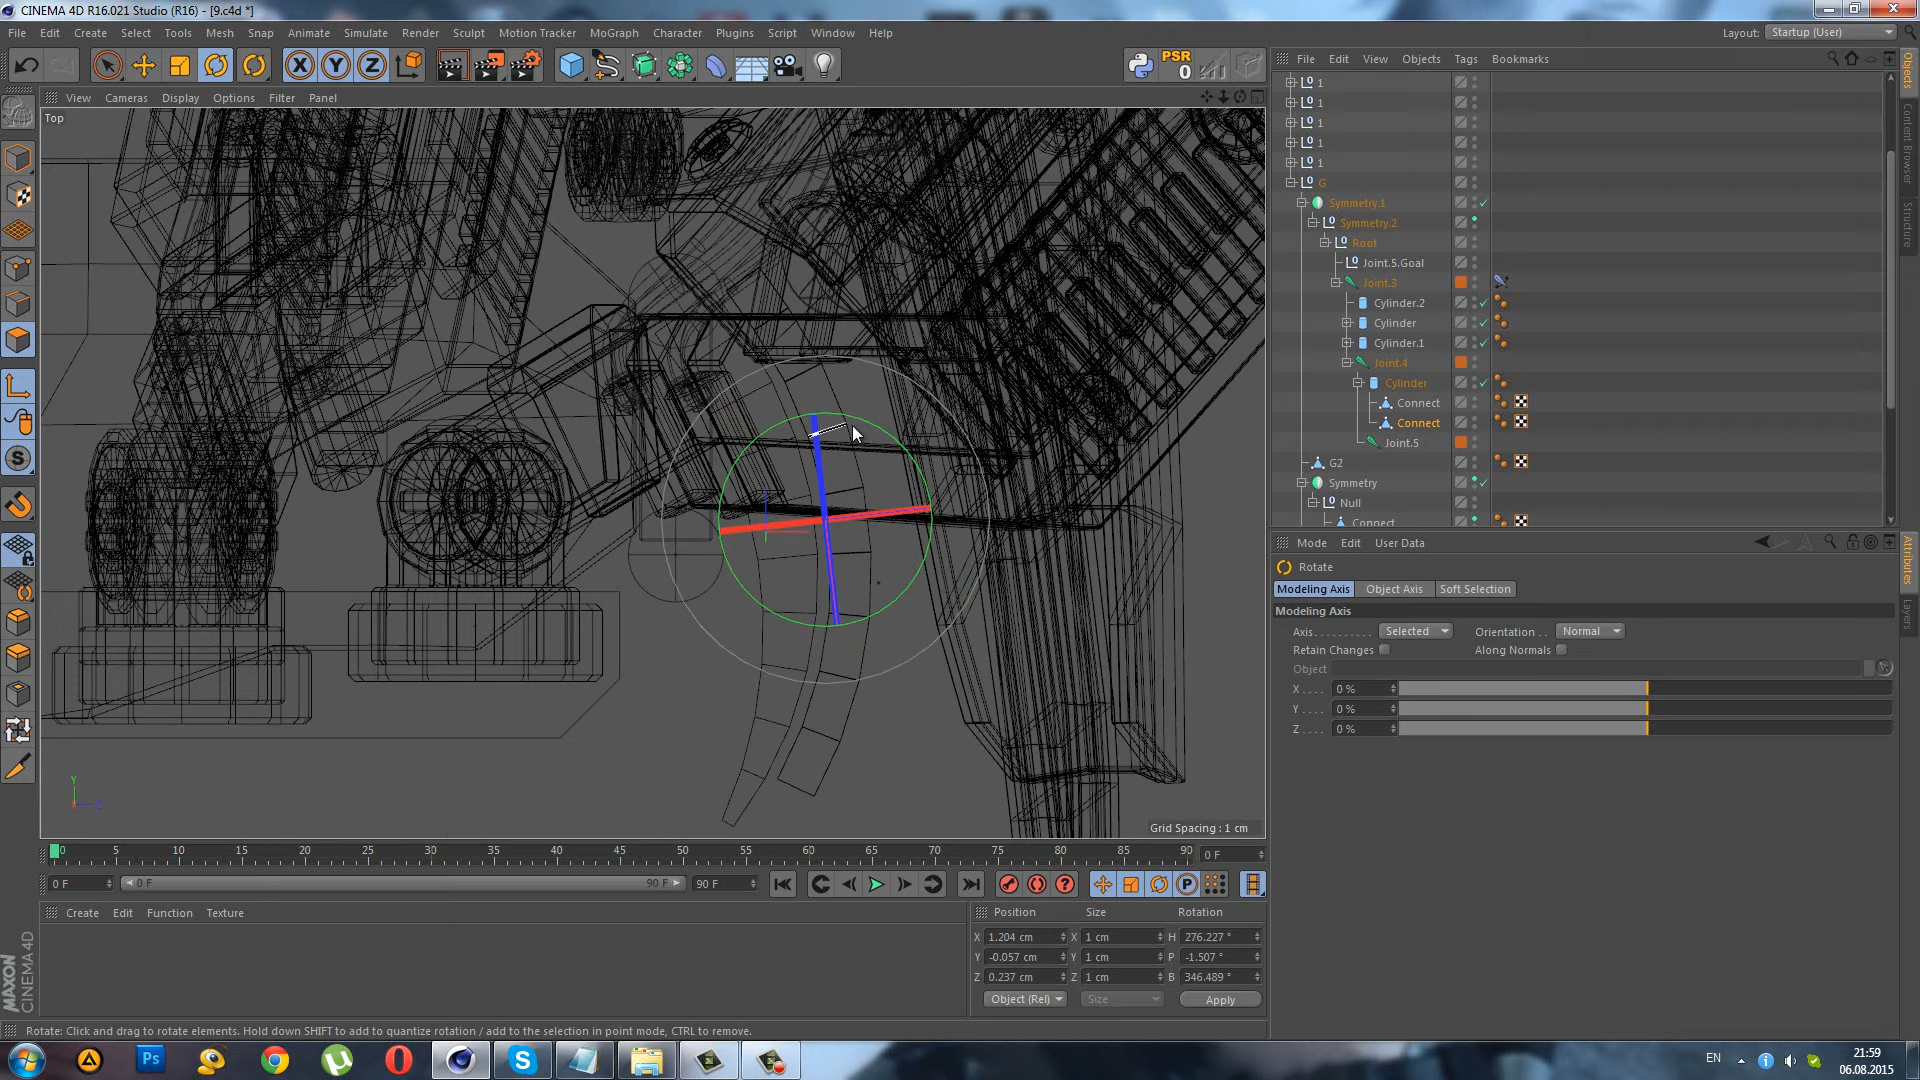 CINEMA 4D R16.021 Studio (R16) - [9.c4d *]
File Edit Create Select Tools Mesh Snap Animate Simulate Render Sculpt Motion Tracker MoGraph Character Plugins Script Window Help
Layout: Startup (User)
X Y Z
PSR
0
File Edit View Objects Tags Bookmarks
View Cameras Display Options Filter Panel
Top
1
1
1
1
1
G
Symmetry.1
Symmetry.2
Root
Joint.5.Goal
Joint.3
Cylinder.2
Cylinder
Cylinder.1
Joint.4
Cylinder
Connect
Connect
Joint.5
G2
Symmetry
Null
Connect
Objects
Content Browser
Structure
Attributes
Layers
Mode Edit User Data
Rotate
Modeling Axis Object Axis Soft Selection
Modeling Axis
Axis . . . . . . . . . . Selected Orientation . . Normal
Retain Changes Along Normals
Object
X . . . . 0 %
Y . . . . 0 %
Z . . . . 0 %
S
Y
Grid Spacing : 1 cm
0 5 10 15 20 25 30 35 40 45 50 55 60 65 70 75 80 85 90 0 F
0 F 0 F 90 F 90 F
P
Create Edit Function Texture
Position Size Rotation
X 1.204 cm X 1 cm H 276.227 °
Y -0.057 cm Y 1 cm P -1.507 °
Z 0.237 cm Z 1 cm B 346.489 °
Object (Rel) Size Apply
MAXON
CINEMA 4D
Rotate: Click and drag to rotate elements. Hold down SHIFT to add to quantize rotation / add to the selection in point mode, CTRL to remove.
Ps
EN
21:59
06.08.2015